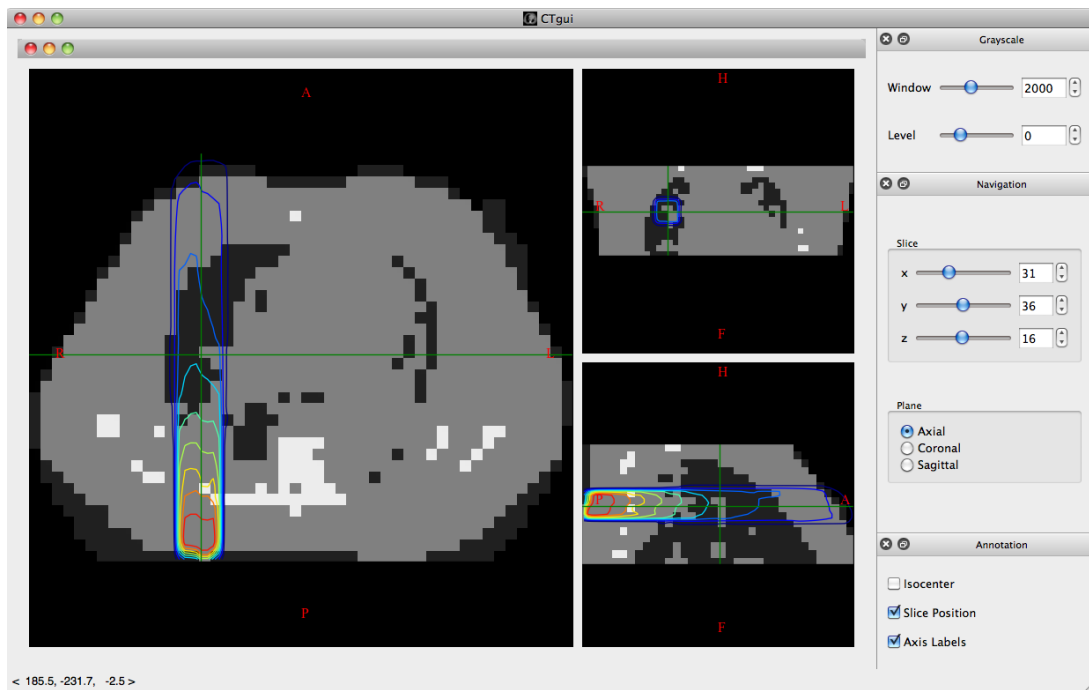 CTgui
A
R
L
P
H
R
L
F
H
P
A
F
Grayscale
Window 2000
Level 0
Navigation
Slice
x 31
y 36
z 16
Plane
Axial
Coronal
Sagittal
Annotation
Isocenter
Slice Position
Axis Labels
< 185.5, -231.7, -2.5 >